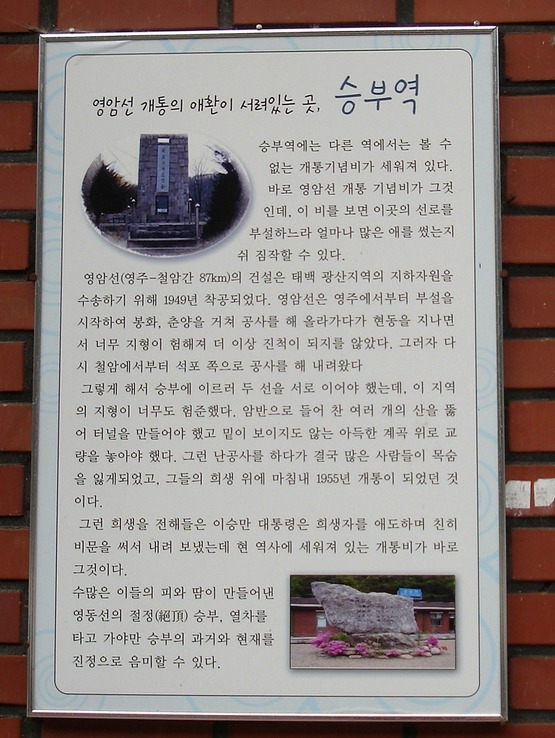 영암선 개통의 애환이 서려있는 곳, 승부역
승부역에는 다른 역에서는 볼 수
없는 개통기념비가 세워져 있다.
바로 영암선 개통 기념비가 그것
인데, 이 비를 보면 이곳의 선로를
부설하느라 얼마나 많은 애를 썼는지
쉬 짐작할 수 있다.
영암선(영주-철암간 87km)의 건설은 태백 광산지역의 지하자원을
수송하기 위해 1949년 착공되었다. 영암선은 영주에서부터 부설을
시작하여 봉화, 춘양을 거쳐 공사를 해 올라가다가 현동을 지나면
서 너무 지형이 험해져 더 이상 진척이 되지를 않았다. 그러자 다
시 철암에서부터 석포 쪽으로 공사를 해 내려왔다
그렇게 해서 승부에 이르러 두 선을 서로 이어야 했는데, 이 지역
의 지형이 너무도 험준했다. 암반으로 들어 찬 여러 개의 산을 뚫
어 터널을 만들어야 했고 밑이 보이지도 않는 아득한 계곡 위로 교
량을 놓아야 했다. 그런 난공사를 하다가 결국 많은 사람들이 목숨
을 잃게되었고, 그들의 희생 위에 마침내 1955년 개통이 되었던 것
이다.
그런 희생을 전해들은 이승만 대통령은 희생자를 애도하며 친히
비문을 써서 내려 보냈는데 현 역사에 세워져 있는 개통비가 바로
그것이다.
수많은 이들의 피와 땀이 만들어낸
영동선의 절정(絕頂) 승부, 열차를
타고 가야만 승부의 과거와 현재를
진정으로 음미할 수 있다.